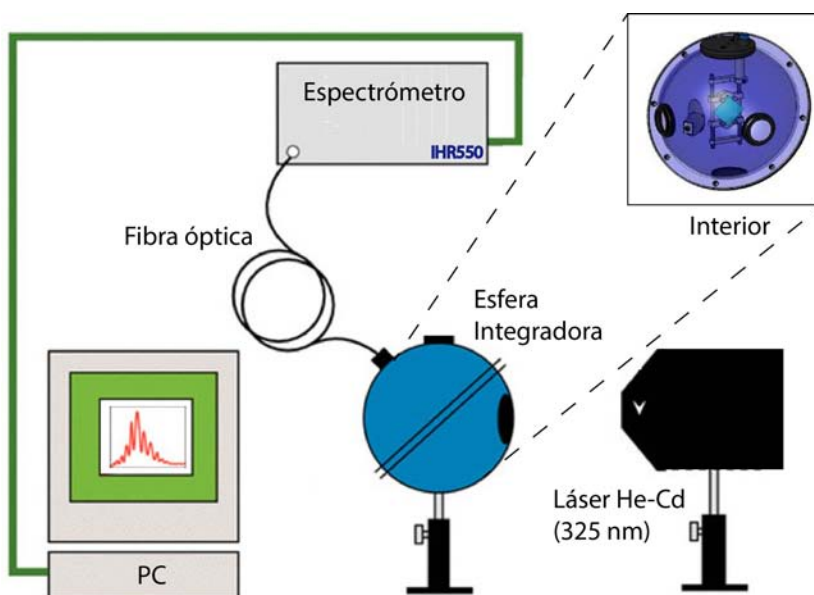 Espectrómetro
IHR550
Interior
Fibra óptica
Esfera
Integradora
Láser He-Cd
(325 nm)
PC